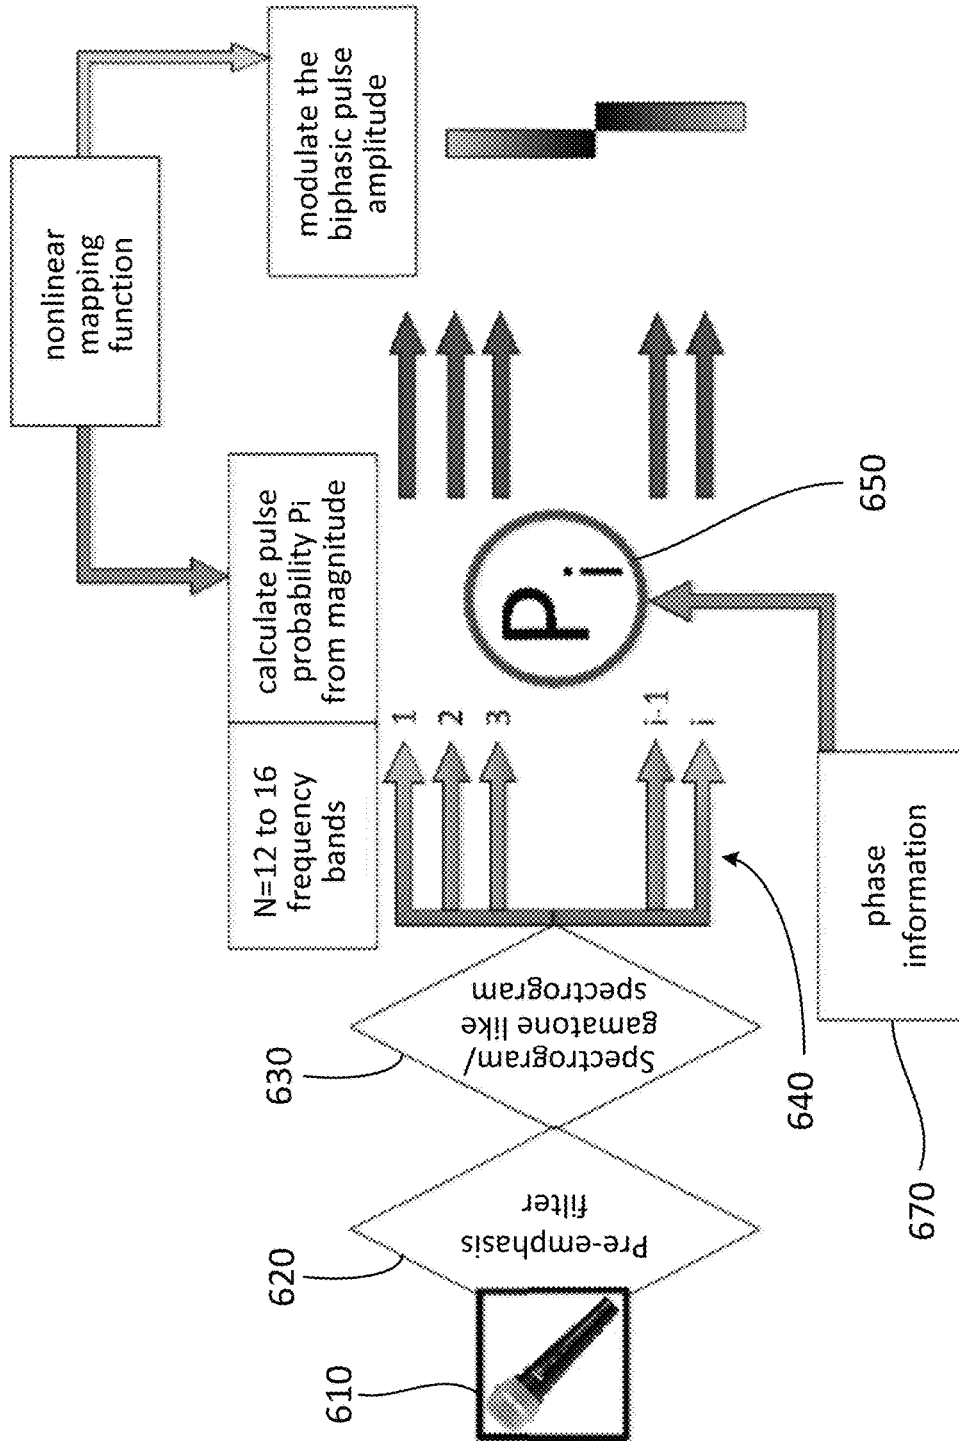 nonlinear
mapping
function
N=12 to 16
frequency
bands
calculate pulse
probability Pi
from magnitude
modulate the
biphasic pulse
amplitude
610
620
Pre-emphasis
filter
630
Spectrogram/
gamatone like
spectrogram
1
2
3
i-1
i
640
Pi
650
phase
information
670